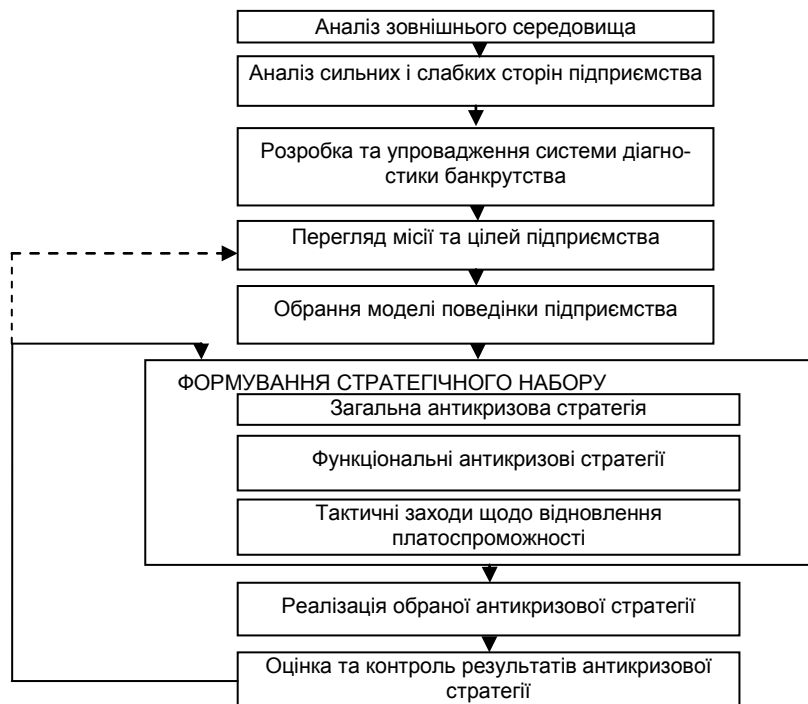 Аналіз зовнішнього середовища
Аналіз сильних і слабких сторін підприємства
Розробка та упровадження системи діагно-
стики банкрутства
Перегляд місії та цілей підприємства
Обрання моделі поведінки підприємства
ФОРМУВАННЯ СТРАТЕГІЧНОГО НАБОРУ
Загальна антикризова стратегія
Функціональні антикризові стратегії
Тактичні заходи щодо відновлення
платоспроможності
Реалізація обраної антикризової стратегії
Оцінка та контроль результатів антикризової
стратегії